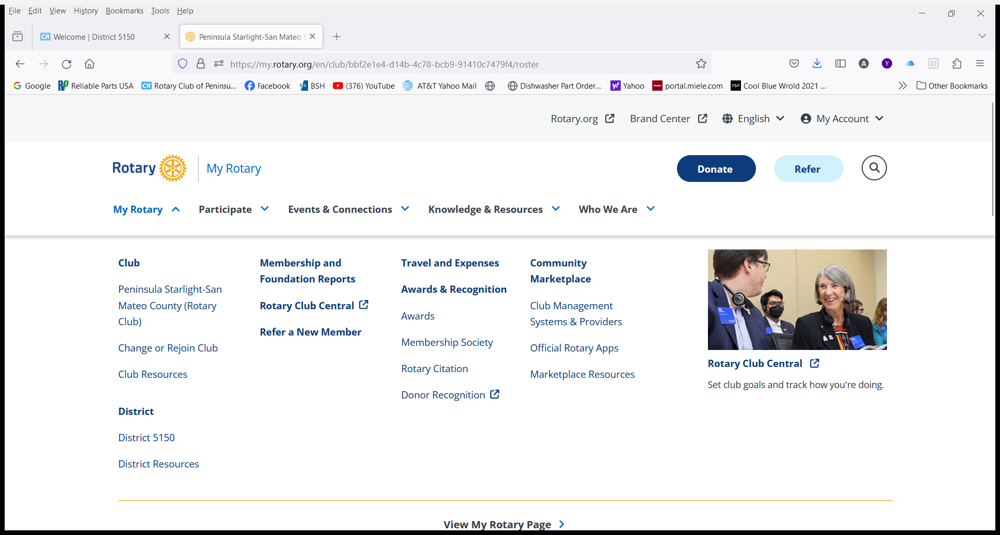 File Edit View History Bookmarks Tools Help
CR Welcome | District 5150
Peninsula Starlight-San Mateo C
https://my.rotary.org/en/club/bbf2e1e4-d14b-4c78-bcb9-91410c7479f4/roster
A Y
G Google RP Reliable Parts USA CR Rotary Club of Peninsu... Facebook BSH (376) YouTube AT&T Yahoo Mail Dishwasher Part Order... y! Yahoo Miele portal.miele.com F&P Cool Blue Wrold 2021 ... Other Bookmarks
Rotary.org Brand Center English My Account
Rotary My Rotary Donate Refer
My Rotary Participate Events & Connections Knowledge & Resources Who We Are
Club
Peninsula Starlight-San
Mateo County (Rotary
Club)
Change or Rejoin Club
Club Resources
District
District 5150
District Resources
Membership and
Foundation Reports
Rotary Club Central
Refer a New Member
Travel and Expenses
Awards & Recognition
Awards
Membership Society
Rotary Citation
Donor Recognition
Community
Marketplace
Club Management
Systems & Providers
Official Rotary Apps
Marketplace Resources
Rotary Club Central
Set club goals and track how you're doing.
View My Rotary Page